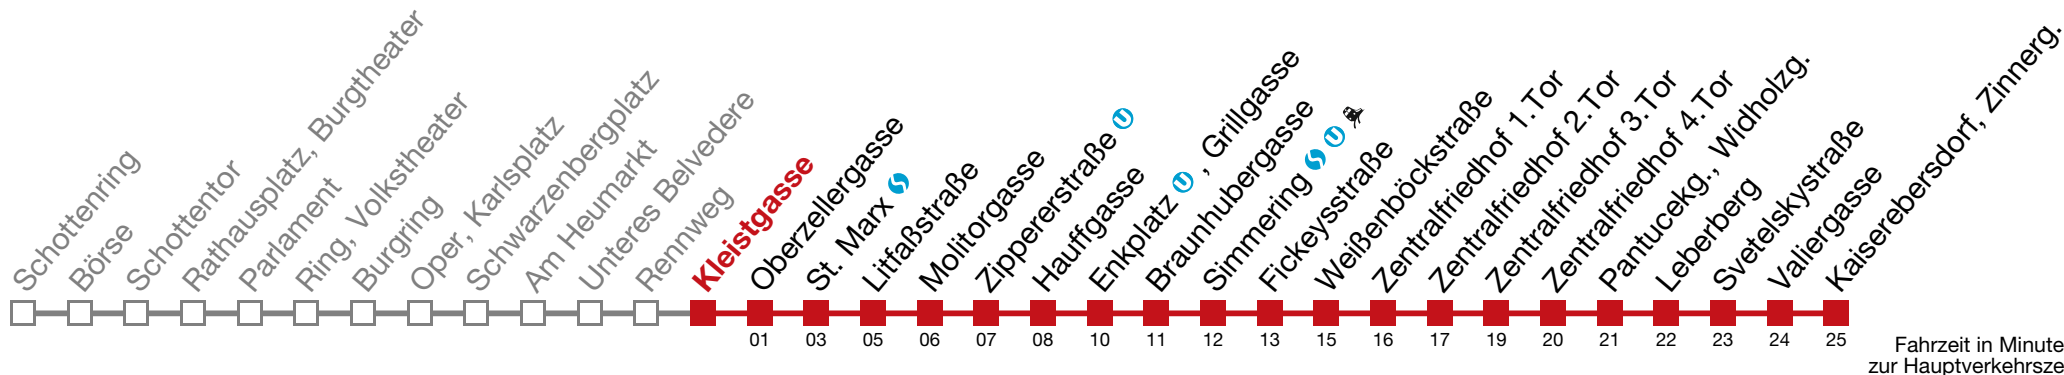 Schottenring
Börse
Schottentor
Rathausplatz, Burgtheater
Parlament
Ring, Volkstheater
Burgring
Oper, Karlsplatz
Schwarzenbergplatz
Am Heumarkt
Unteres Belvedere
Rennweg
Kleistgasse
Oberzellergasse
St. Marx
Litfaßstraße
Molitorgasse
Zippererstraße U
Hauffgasse
Enkplatz U , Grillgasse
Braunhubergasse
Simmering U
Fickeysstraße
Weißenböckstraße
Zentralfriedhof 1.Tor
Zentralfriedhof 2.Tor
Zentralfriedhof 3.Tor
Zentralfriedhof 4.Tor
Pantucekg., Widholzg.
Leberberg
Svetelskystraße
Valiergasse
Kaiserebersdorf, Zinnerg.
01 03 05 06 07 08 10 11 12 13 15 16 17 19 20 21 22 23 24 25
Fahrzeit in Minute
zur Hauptverkehrsze